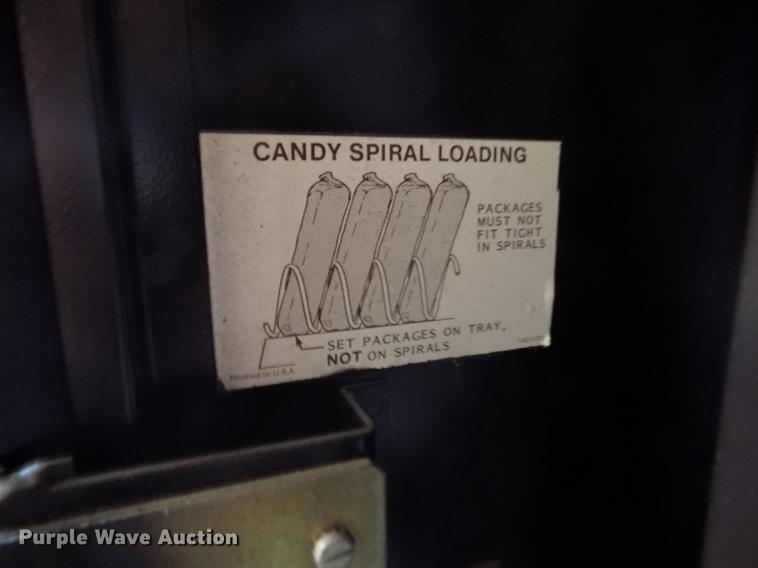 CANDY SPIRAL LOADING
PACKAGES
MUST NOT
FIT TIGHT
IN SPIRALS
SET PACKAGES ON TRAY,
NOT ON SPIRALS
Printed in U.S.A.
Purple Wave Auction